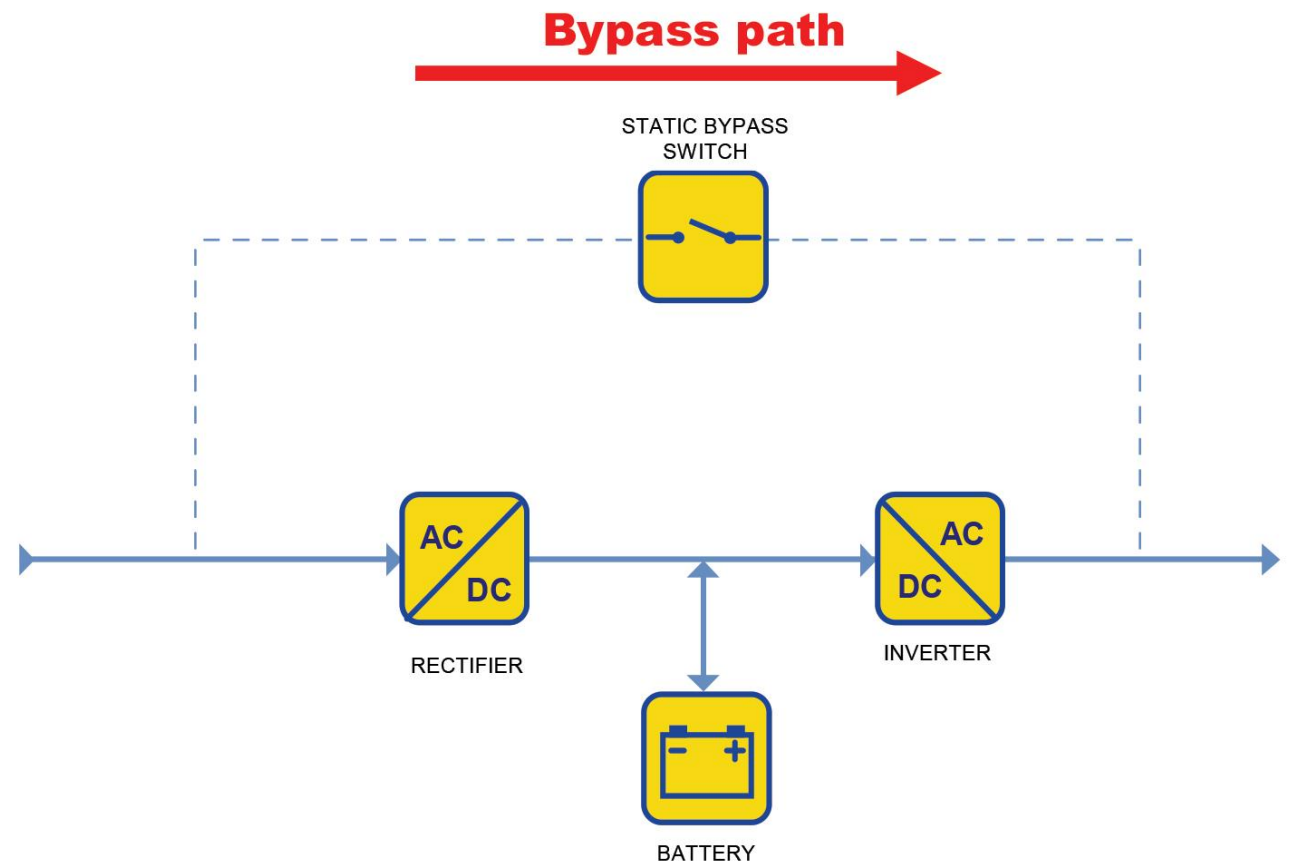 Bypass path
STATIC BYPASS
SWITCH
AC
DC
RECTIFIER
AC
DC
INVERTER
- +
BATTERY